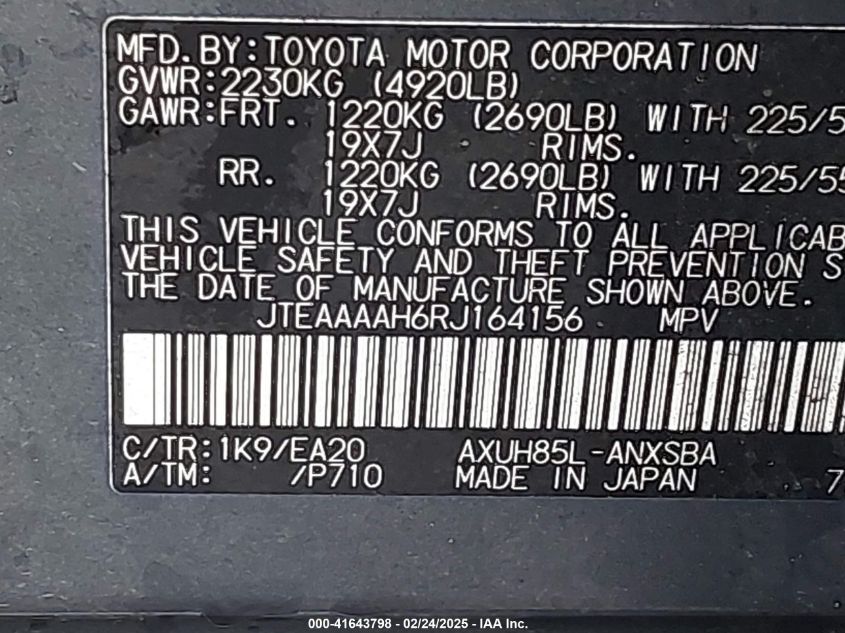 MFD.BY:TOYOTA MOTOR CORPORATION
GVWR:2230KG (4920LB)
GAWR:FRT. 1220KG (2690LB) WITH 225/5
19X7J RIMS.
RR. 1220KG (2690LB) WITH 225/55
19X7J RIMS.
THIS VEHICLE CONFORMS TO ALL APPLICAB
VEHICLE SAFETY AND THEFT PREVENTION S
THE DATE OF MANUFACTURE SHOWN ABOVE.
JTEAAAAH6RJ164156 MPV
C/TR:1K9/EA20 AXUH85L-ANXSBA
A/TM: /P710 MADE IN JAPAN 7
000-41643798 - 02/24/2025 - IAA Inc.